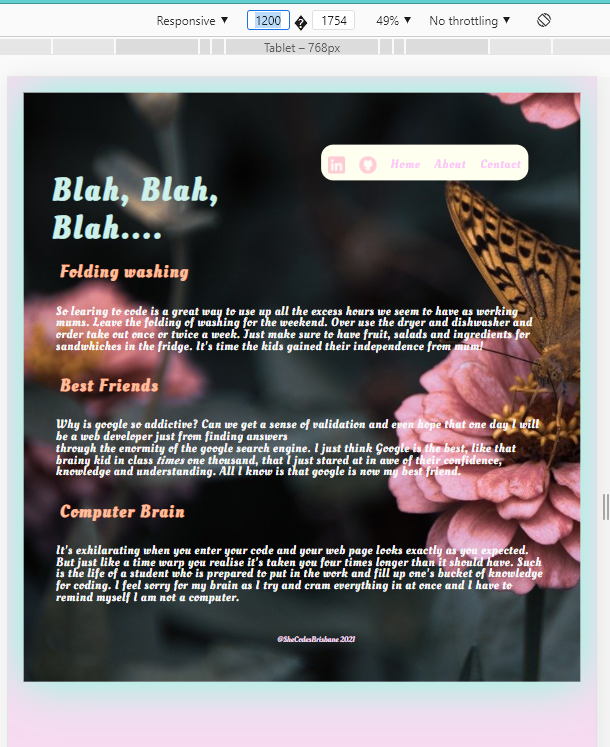 Responsive ▼ 1200 � 1754 49% ▼ No throttling ▼
Tablet – 768px
Home About Contact
Blah, Blah,
Blah....
Folding washing
So learing to code is a great way to use up all the excess hours we seem to have as working
mums. Leave the folding of washing for the weekend. Over use the dryer and dishwasher and
order take out once or twice a week. Just make sure to have fruit, salads and ingredients for
sandwhiches in the fridge. It's time the kids gained their independence from mum!
Best Friends
Why is google so addictive? Can we get a sense of validation and even hope that one day I will
be a web developer just from finding answers
through the enormity of the google search engine. I just think Google is the best, like that
brainy kid in class times one thousand, that I just stared at in awe of their confidence,
knowledge and understanding. All I know is that google is now my best friend.
Computer Brain
It's exhilarating when you enter your code and your web page looks exactly as you expected.
But just like a time warp you realise it's taken you four times longer than it should have. Such
is the life of a student who is prepared to put in the work and fill up one's bucket of knowledge
for coding. I feel sorry for my brain as I try and cram everything in at once and I have to
remind myself I am not a computer.
@SheCodesBrisbane 2021